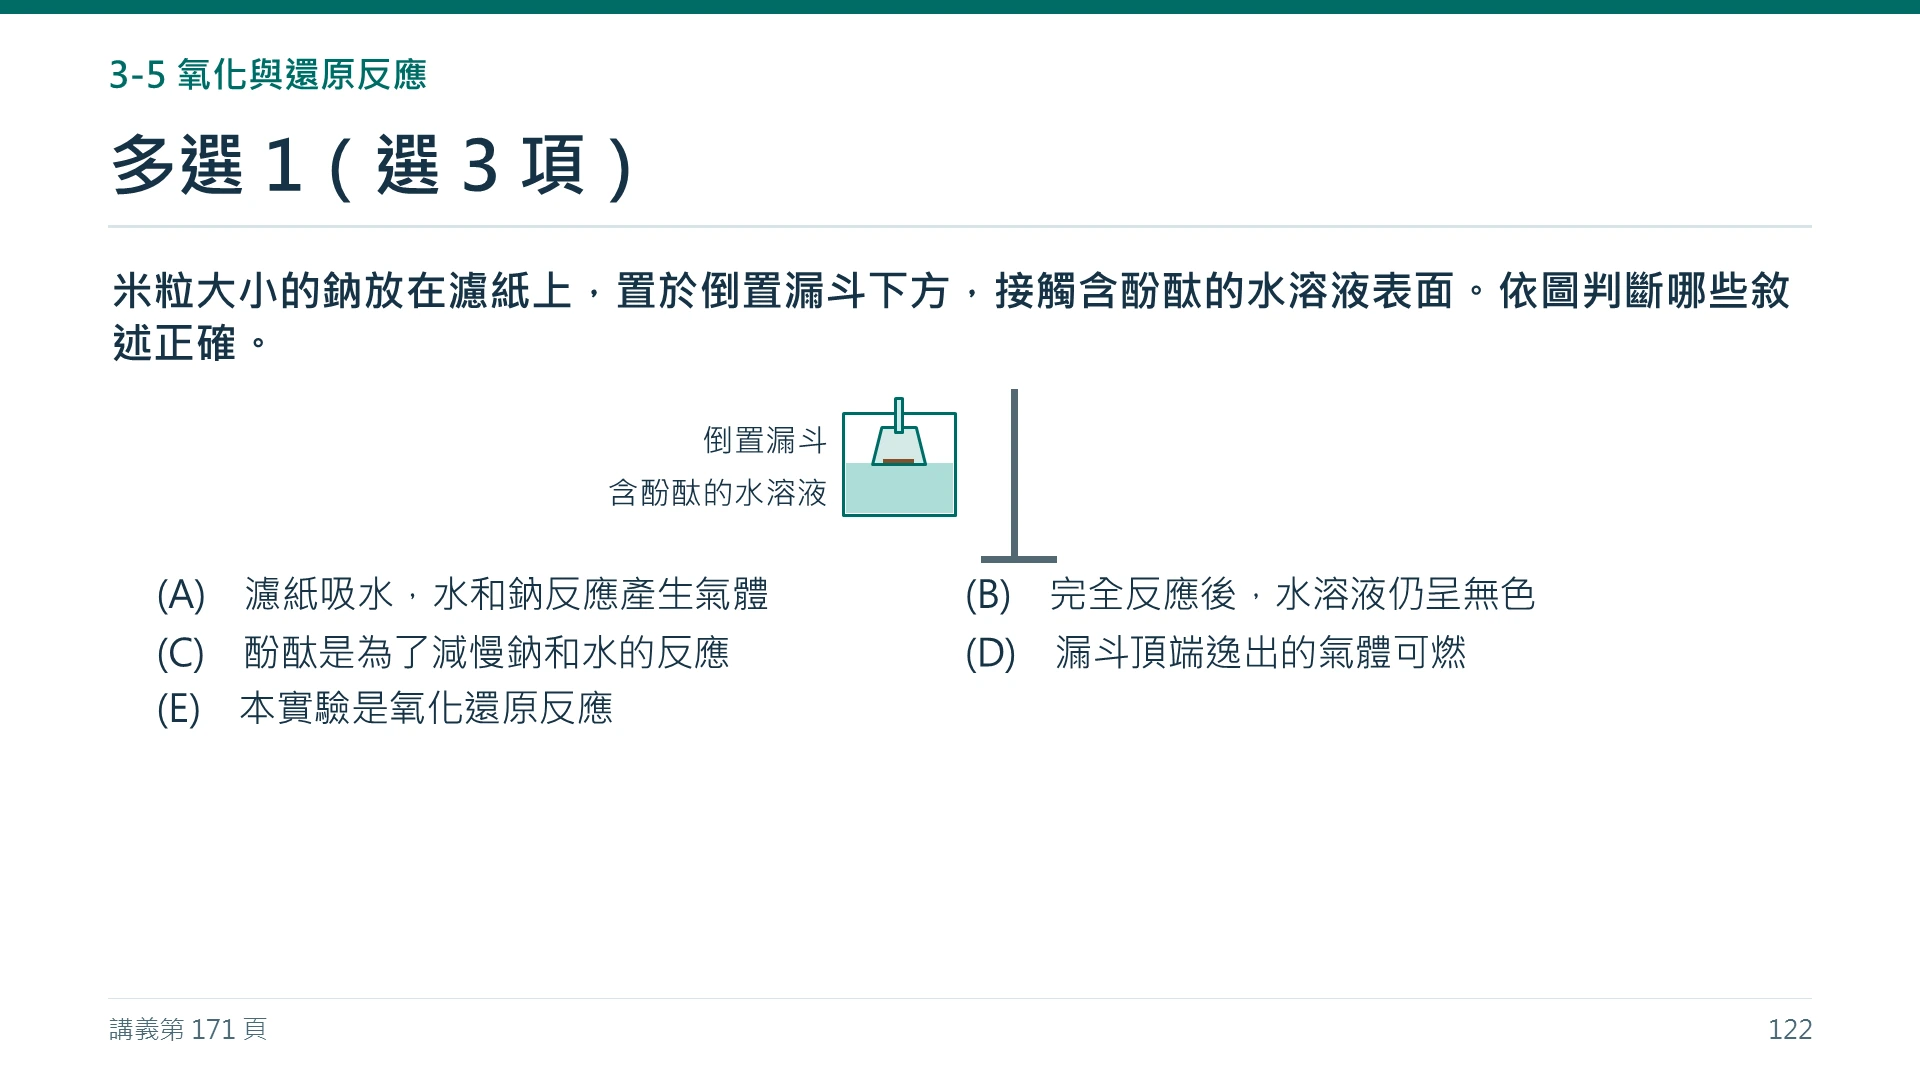 3-5 氧化與還原反應
多選 1（選 3 項）
米粒大小的鈉放在濾紙上，置於倒置漏斗下方，接觸含酚酞的水溶液表面。依圖判斷哪些敘
述正確。
倒置漏斗
含酚酞的水溶液
(A) 濾紙吸水，水和鈉反應產生氣體
(B) 完全反應後，水溶液仍呈無色
(C) 酚酞是為了減慢鈉和水的反應
(D) 漏斗頂端逸出的氣體可燃
(E) 本實驗是氧化還原反應
講義第 171 頁
122